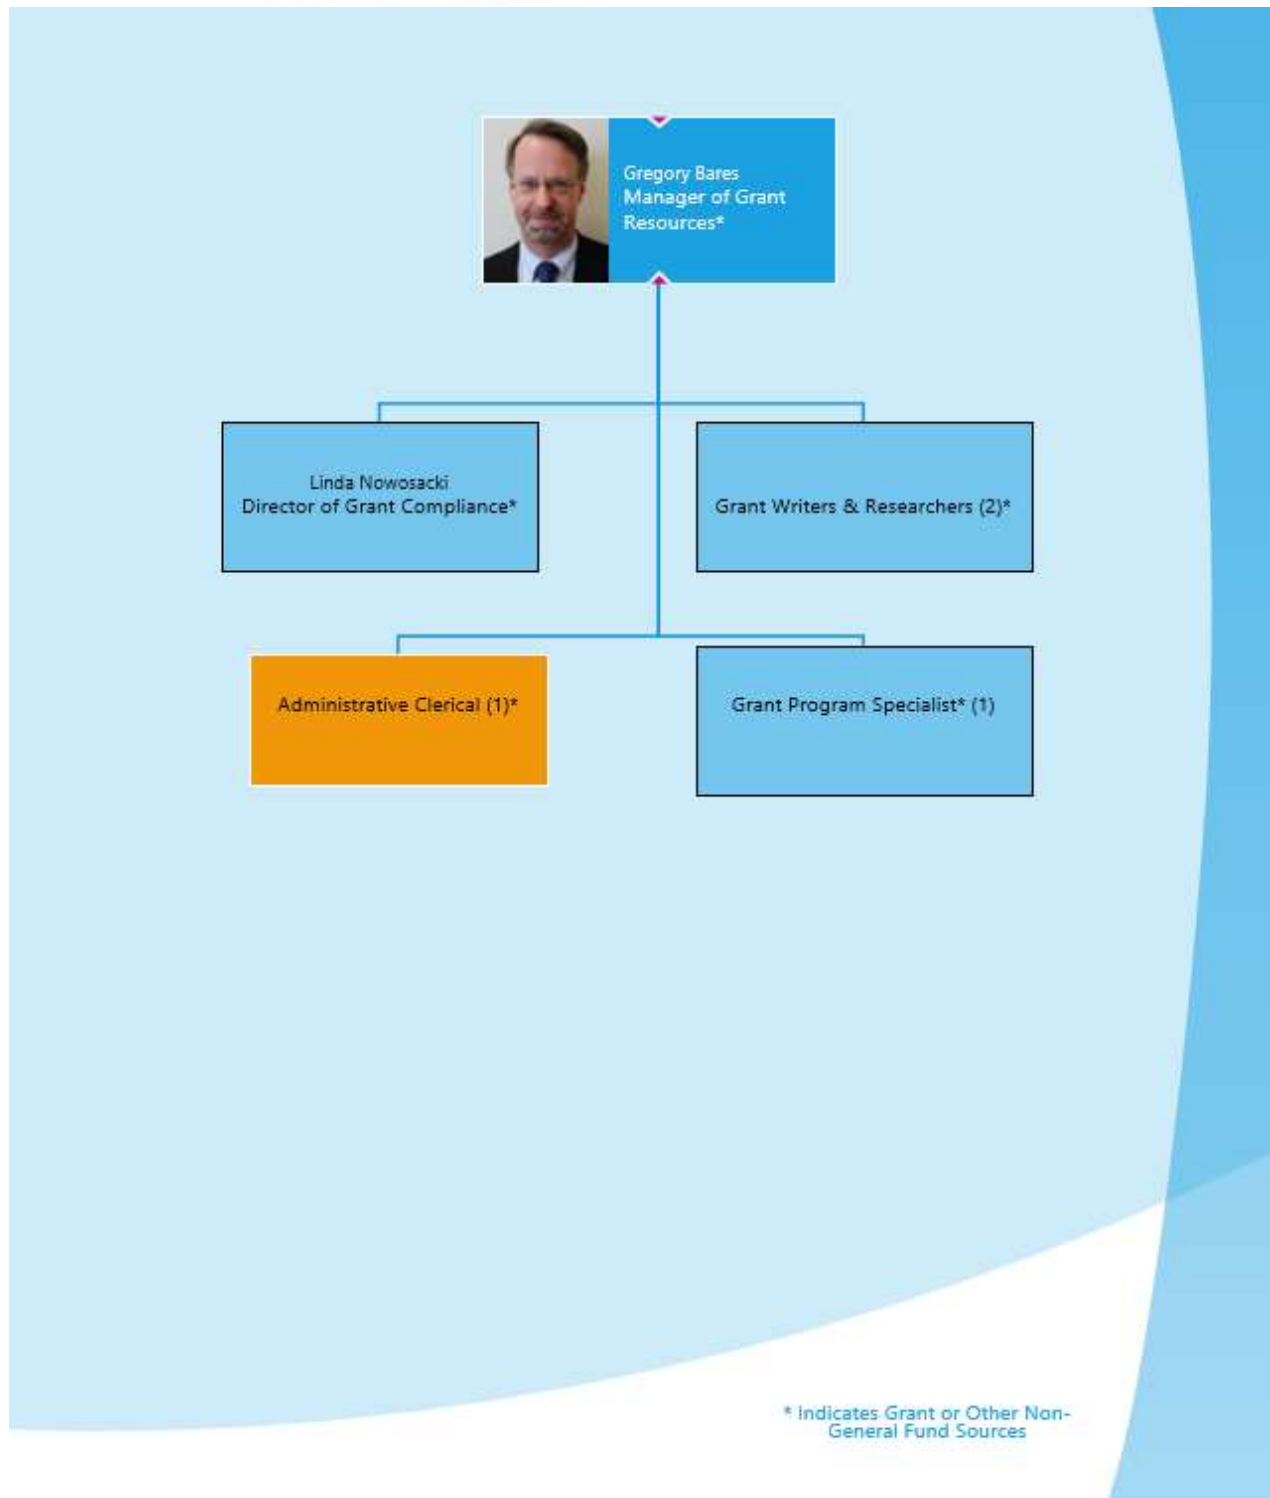 Gregory Bares
Manager of Grant
Resources*
Linda Nowosacki
Director of Grant Compliance*
Grant Writers & Researchers (2)*
Administrative Clerical (1)*
Grant Program Specialist* (1)
* Indicates Grant or Other Non-
General Fund Sources